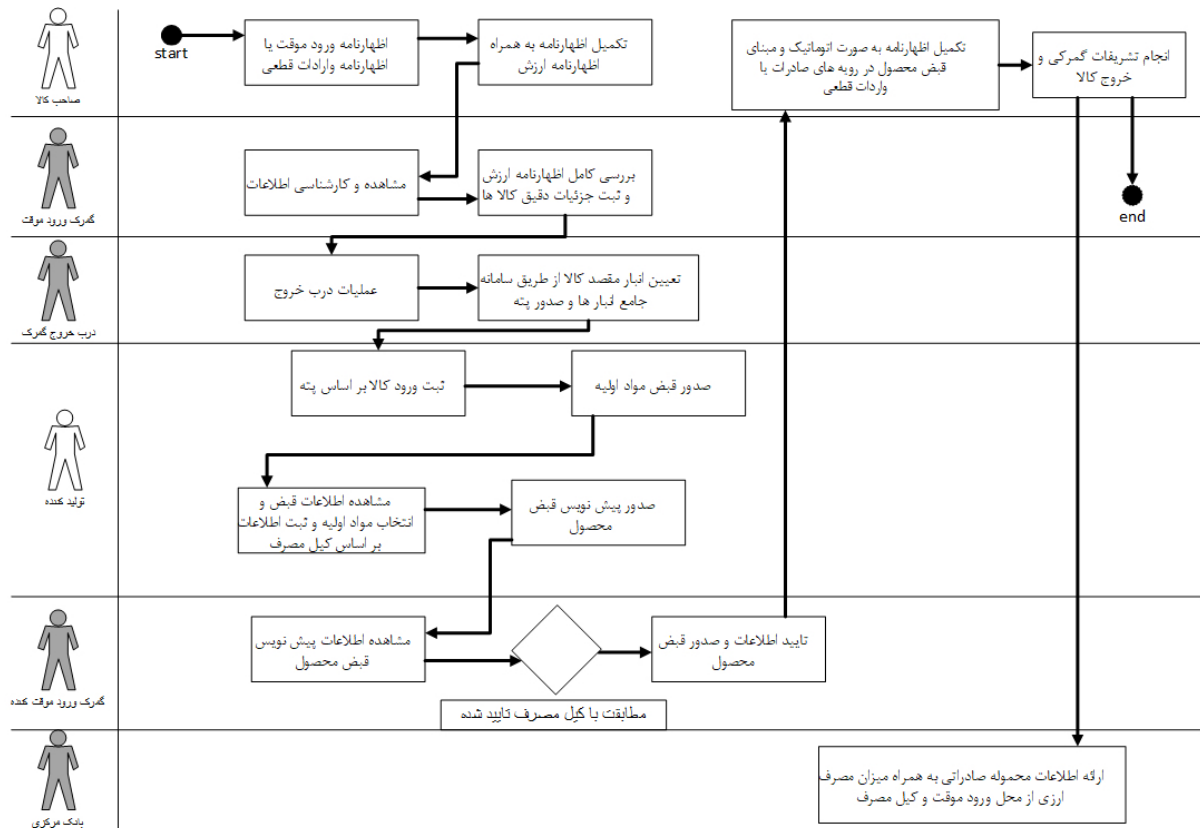 start
اظهارنامه ورود موقت یا
اظهارنامه وارادات قطعی
تکمیل اظهارنامه به همراه
اظهارنامه ارزش
تکمیل اظهارنامه به صورت اتوماتیک و مبنای
قبض محصول در رویه های صادرات یا
واردات قطعی
انجام تشریفات گمرکی و
خروج کالا
صاحب کالا
مشاهده و کارشناسی اطلاعات
بررسی کامل اظهارنامه ارزش
و ثبت جزئیات دقیق کالا ها
end
گمرک ورود موقت
عملیات درب خروج
تعیین انبار مقصد کالا از طریق سامانه
جامع انبار ها و صدور پته
درب خروج گمرک
ثبت ورود کالا بر اساس پته
صدور قبض مواد اولیه
تولید کننده
مشاهده اطلاعات قبض و
انتخاب مواد اولیه و ثبت اطلاعات
بر اساس کیل مصرف
صدور پیش نویس قبض
محصول
مشاهده اطلاعات پیش نویس
قبض محصول
تایید اطلاعات و صدور قبض
محصول
گمرک ورود موقت کننده
مطابقت با کیل مصرف تایید شده
ارائه اطلاعات محموله صادراتی به همراه میزان مصرف
ارزی از محل ورود موقت و کیل مصرف
بانک مرکزی